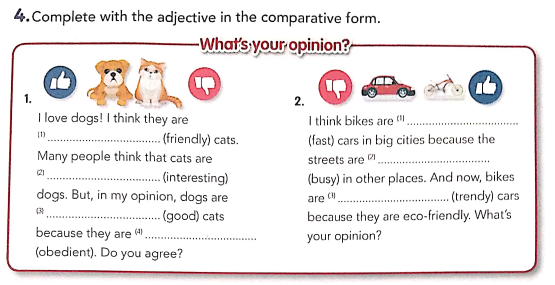 4. Complete with the adjective in the comparative form.
What's your opinion?
1.
I love dogs! I think they are
(1) .............................. (friendly) cats.
Many people think that cats are
(2) .............................. (interesting)
dogs. But, in my opinion, dogs are
(3) .............................. (good) cats
because they are (4) ..............................
(obedient). Do you agree?
2.
I think bikes are (1) ..............................
(fast) cars in big cities because the
streets are (2) ..............................
(busy) in other places. And now, bikes
are (3) .............................. (trendy) cars
because they are eco-friendly. What's
your opinion?